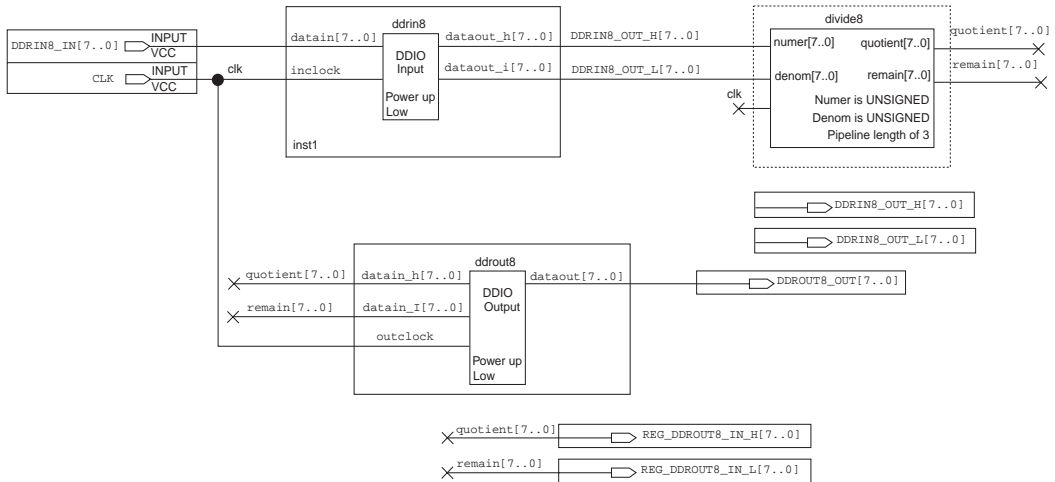 ddrin8
divide8
DDRIN8_IN[7..0] INPUT
VCC
datain[7..0]
DDIO
Input
dataout_h[7..0]
DDRIN8_OUT_H[7..0]
numer[7..0]
quotient[7..0]
quotient[7..0]
CLK INPUT
VCC
clk
inclock
dataout_i[7..0]
DDRIN8_OUT_L[7..0]
denom[7..0]
remain[7..0]
remain[7..0]
Power up
Low
inst1
clk
Numer is UNSIGNED
Denom is UNSIGNED
Pipeline length of 3
DDRIN8_OUT_H[7..0]
DDRIN8_OUT_L[7..0]
ddrout8
quotient[7..0]
datain_h[7..0]
DDIO
Output
dataout[7..0]
DDROUT8_OUT[7..0]
remain[7..0]
datain_I[7..0]
outclock
Power up
Low
quotient[7..0]
REG_DDROUT8_IN_H[7..0]
remain[7..0]
REG_DDROUT8_IN_L[7..0]